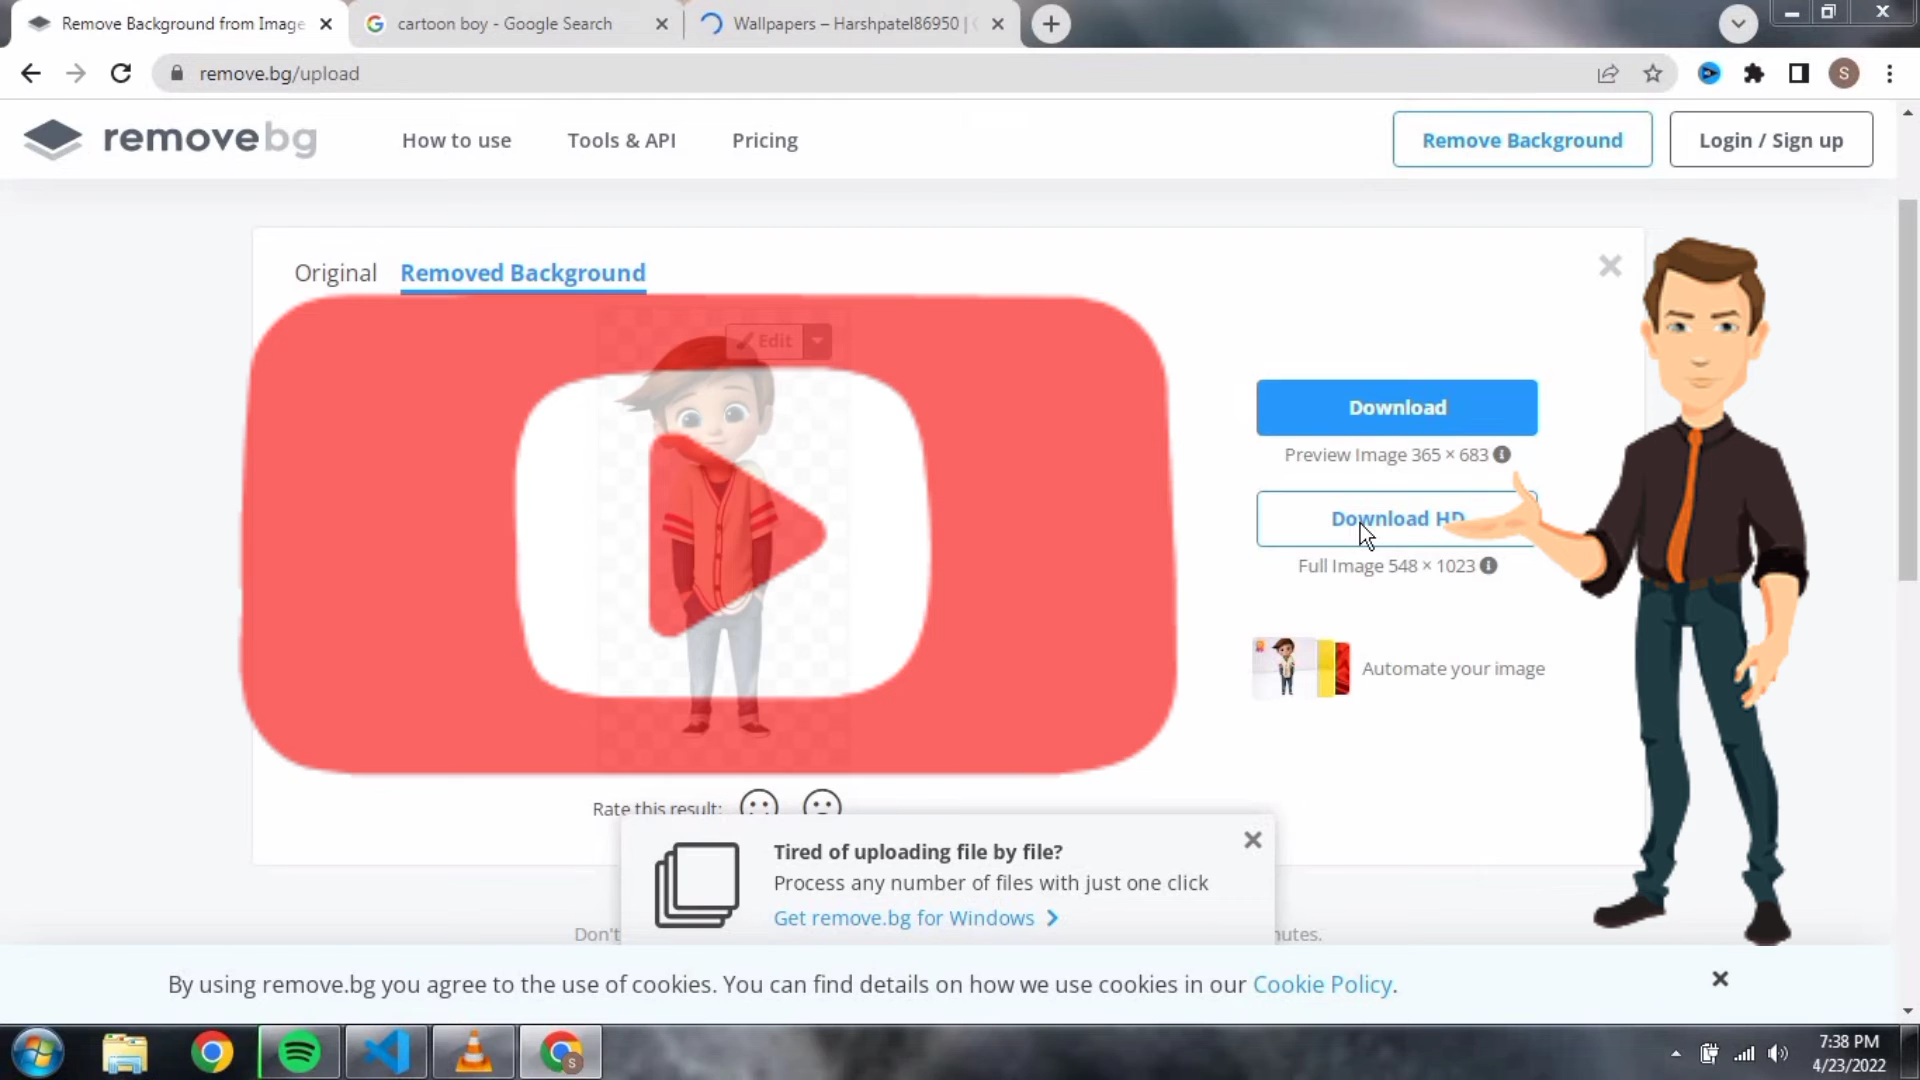 Remove Background from Image
cartoon boy - Google Search
Wallpapers – Harshpatel86950 |
S
remove.bg/upload
removebg
How to use
Tools & API
Pricing
Remove Background
Login / Sign up
Original
Removed Background
Edit
Download
Preview Image 365 × 683
Download HD
Full Image 548 × 1023
Automate your image
Rate this result:
Tired of uploading file by file?
Process any number of files with just one click
Get remove.bg for Windows
Don't
By using remove.bg you agree to the use of cookies. You can find details on how we use cookies in our Cookie Policy.
S
7:38 PM
4/23/2022